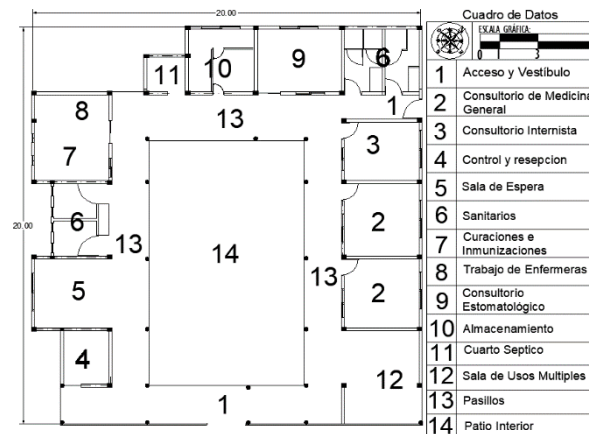 20.00
Cuadro de Datos
ESCALA GRÁFICA:
0 1 3
1 Acceso y Vestíbulo
2 Consultorio de Medicina
General
3 Consultorio Internista
4 Control y resepcion
5 Sala de Espera
6 Sanitarios
7 Curaciones e
Inmunizaciones
8 Trabajo de Enfermeras
9 Consultorio
Estomatológico
10 Almacenamiento
11 Cuarto Septico
12 Sala de Usos Multiples
13 Pasillos
14 Patio Interior
11
10
9
6
8
13
1
7
3
20.00
6
13
14
13
2
5
2
4
12
1